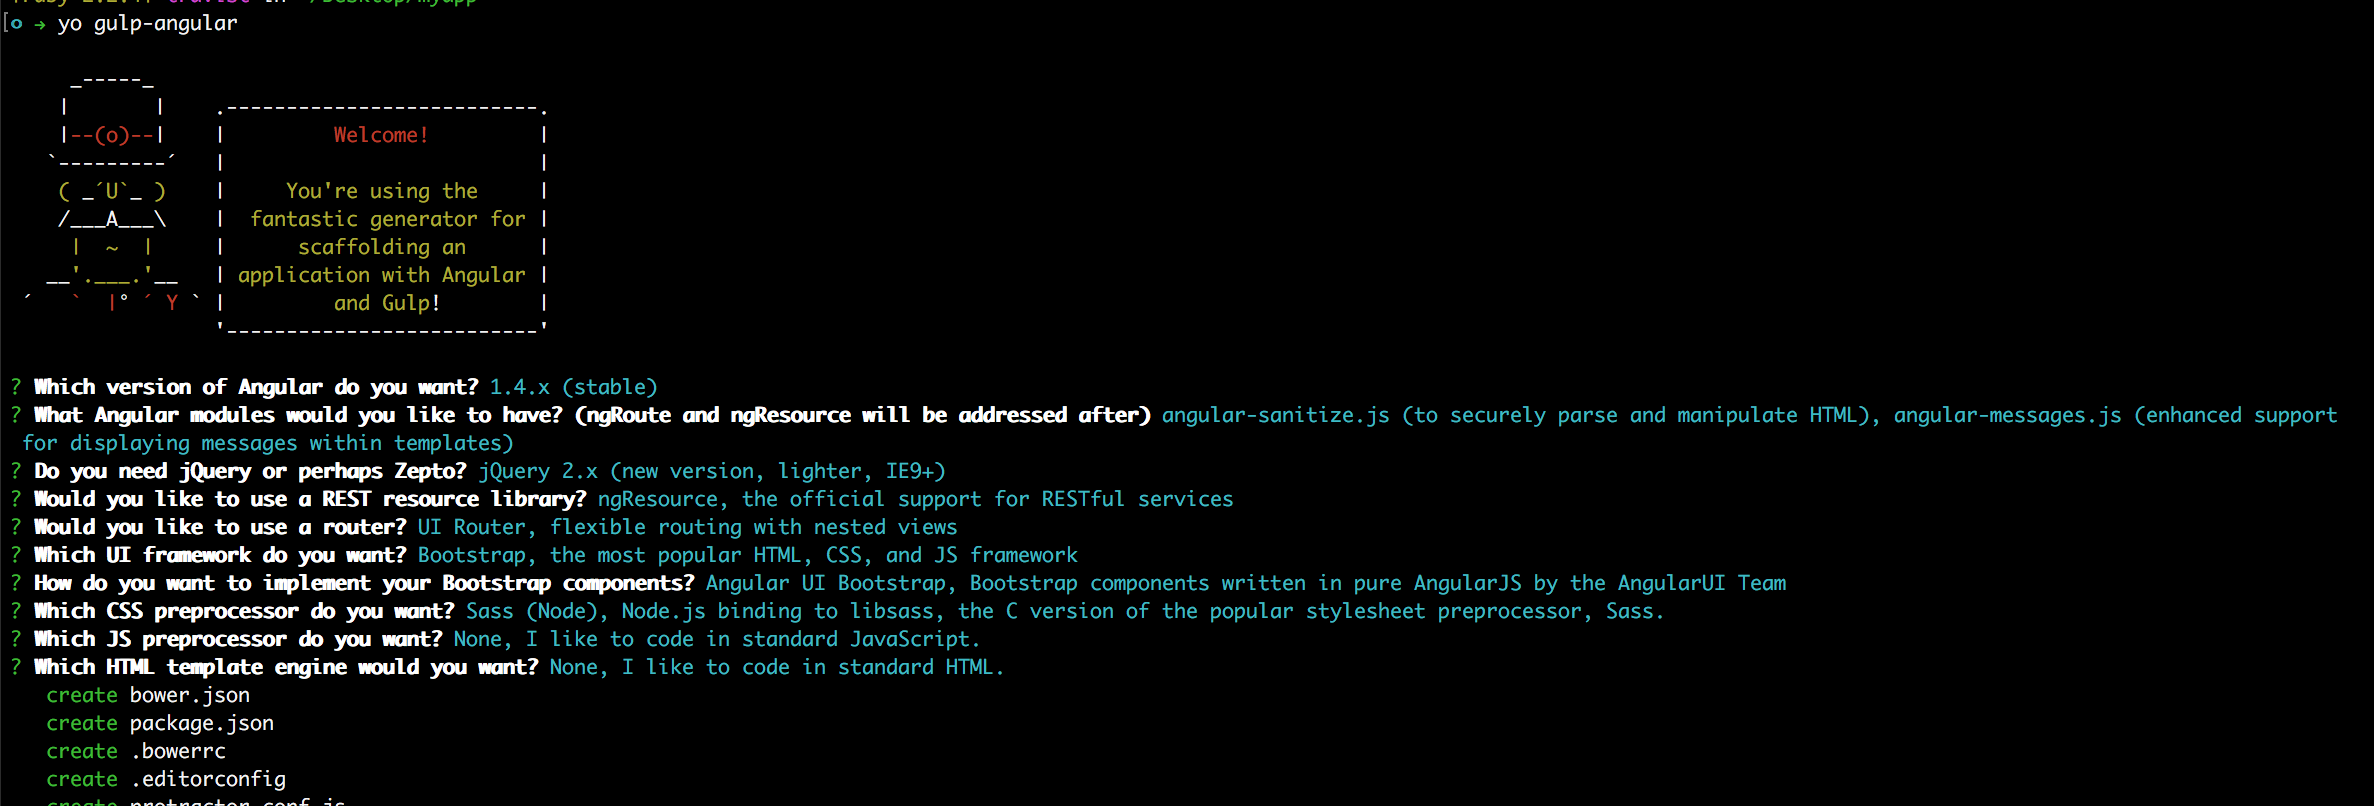 o → yo gulp-angular
     _-----_
    |       |    .--------------------------.
    |--(o)--|    |         Welcome!         |
   `---------´   |                          |
    ( _´U`_ )    |     You're using the     |
    /___A___\    |  fantastic generator for |
     |  ~  |     |      scaffolding an      |
   __'.___.'__   | application with Angular |
 ´   `  |° ´ Y ` |         and Gulp!        |
                 '--------------------------'
? Which version of Angular do you want? 1.4.x (stable)
? What Angular modules would you like to have? (ngRoute and ngResource will be addressed after) angular-sanitize.js (to securely parse and manipulate HTML), angular-messages.js (enhanced support
 for displaying messages within templates)
? Do you need jQuery or perhaps Zepto? jQuery 2.x (new version, lighter, IE9+)
? Would you like to use a REST resource library? ngResource, the official support for RESTful services
? Would you like to use a router? UI Router, flexible routing with nested views
? Which UI framework do you want? Bootstrap, the most popular HTML, CSS, and JS framework
? How do you want to implement your Bootstrap components? Angular UI Bootstrap, Bootstrap components written in pure AngularJS by the AngularUI Team
? Which CSS preprocessor do you want? Sass (Node), Node.js binding to libsass, the C version of the popular stylesheet preprocessor, Sass.
? Which JS preprocessor do you want? None, I like to code in standard JavaScript.
? Which HTML template engine would you want? None, I like to code in standard HTML.
   create bower.json
   create package.json
   create .bowerrc
   create .editorconfig
   create protractor.conf.js